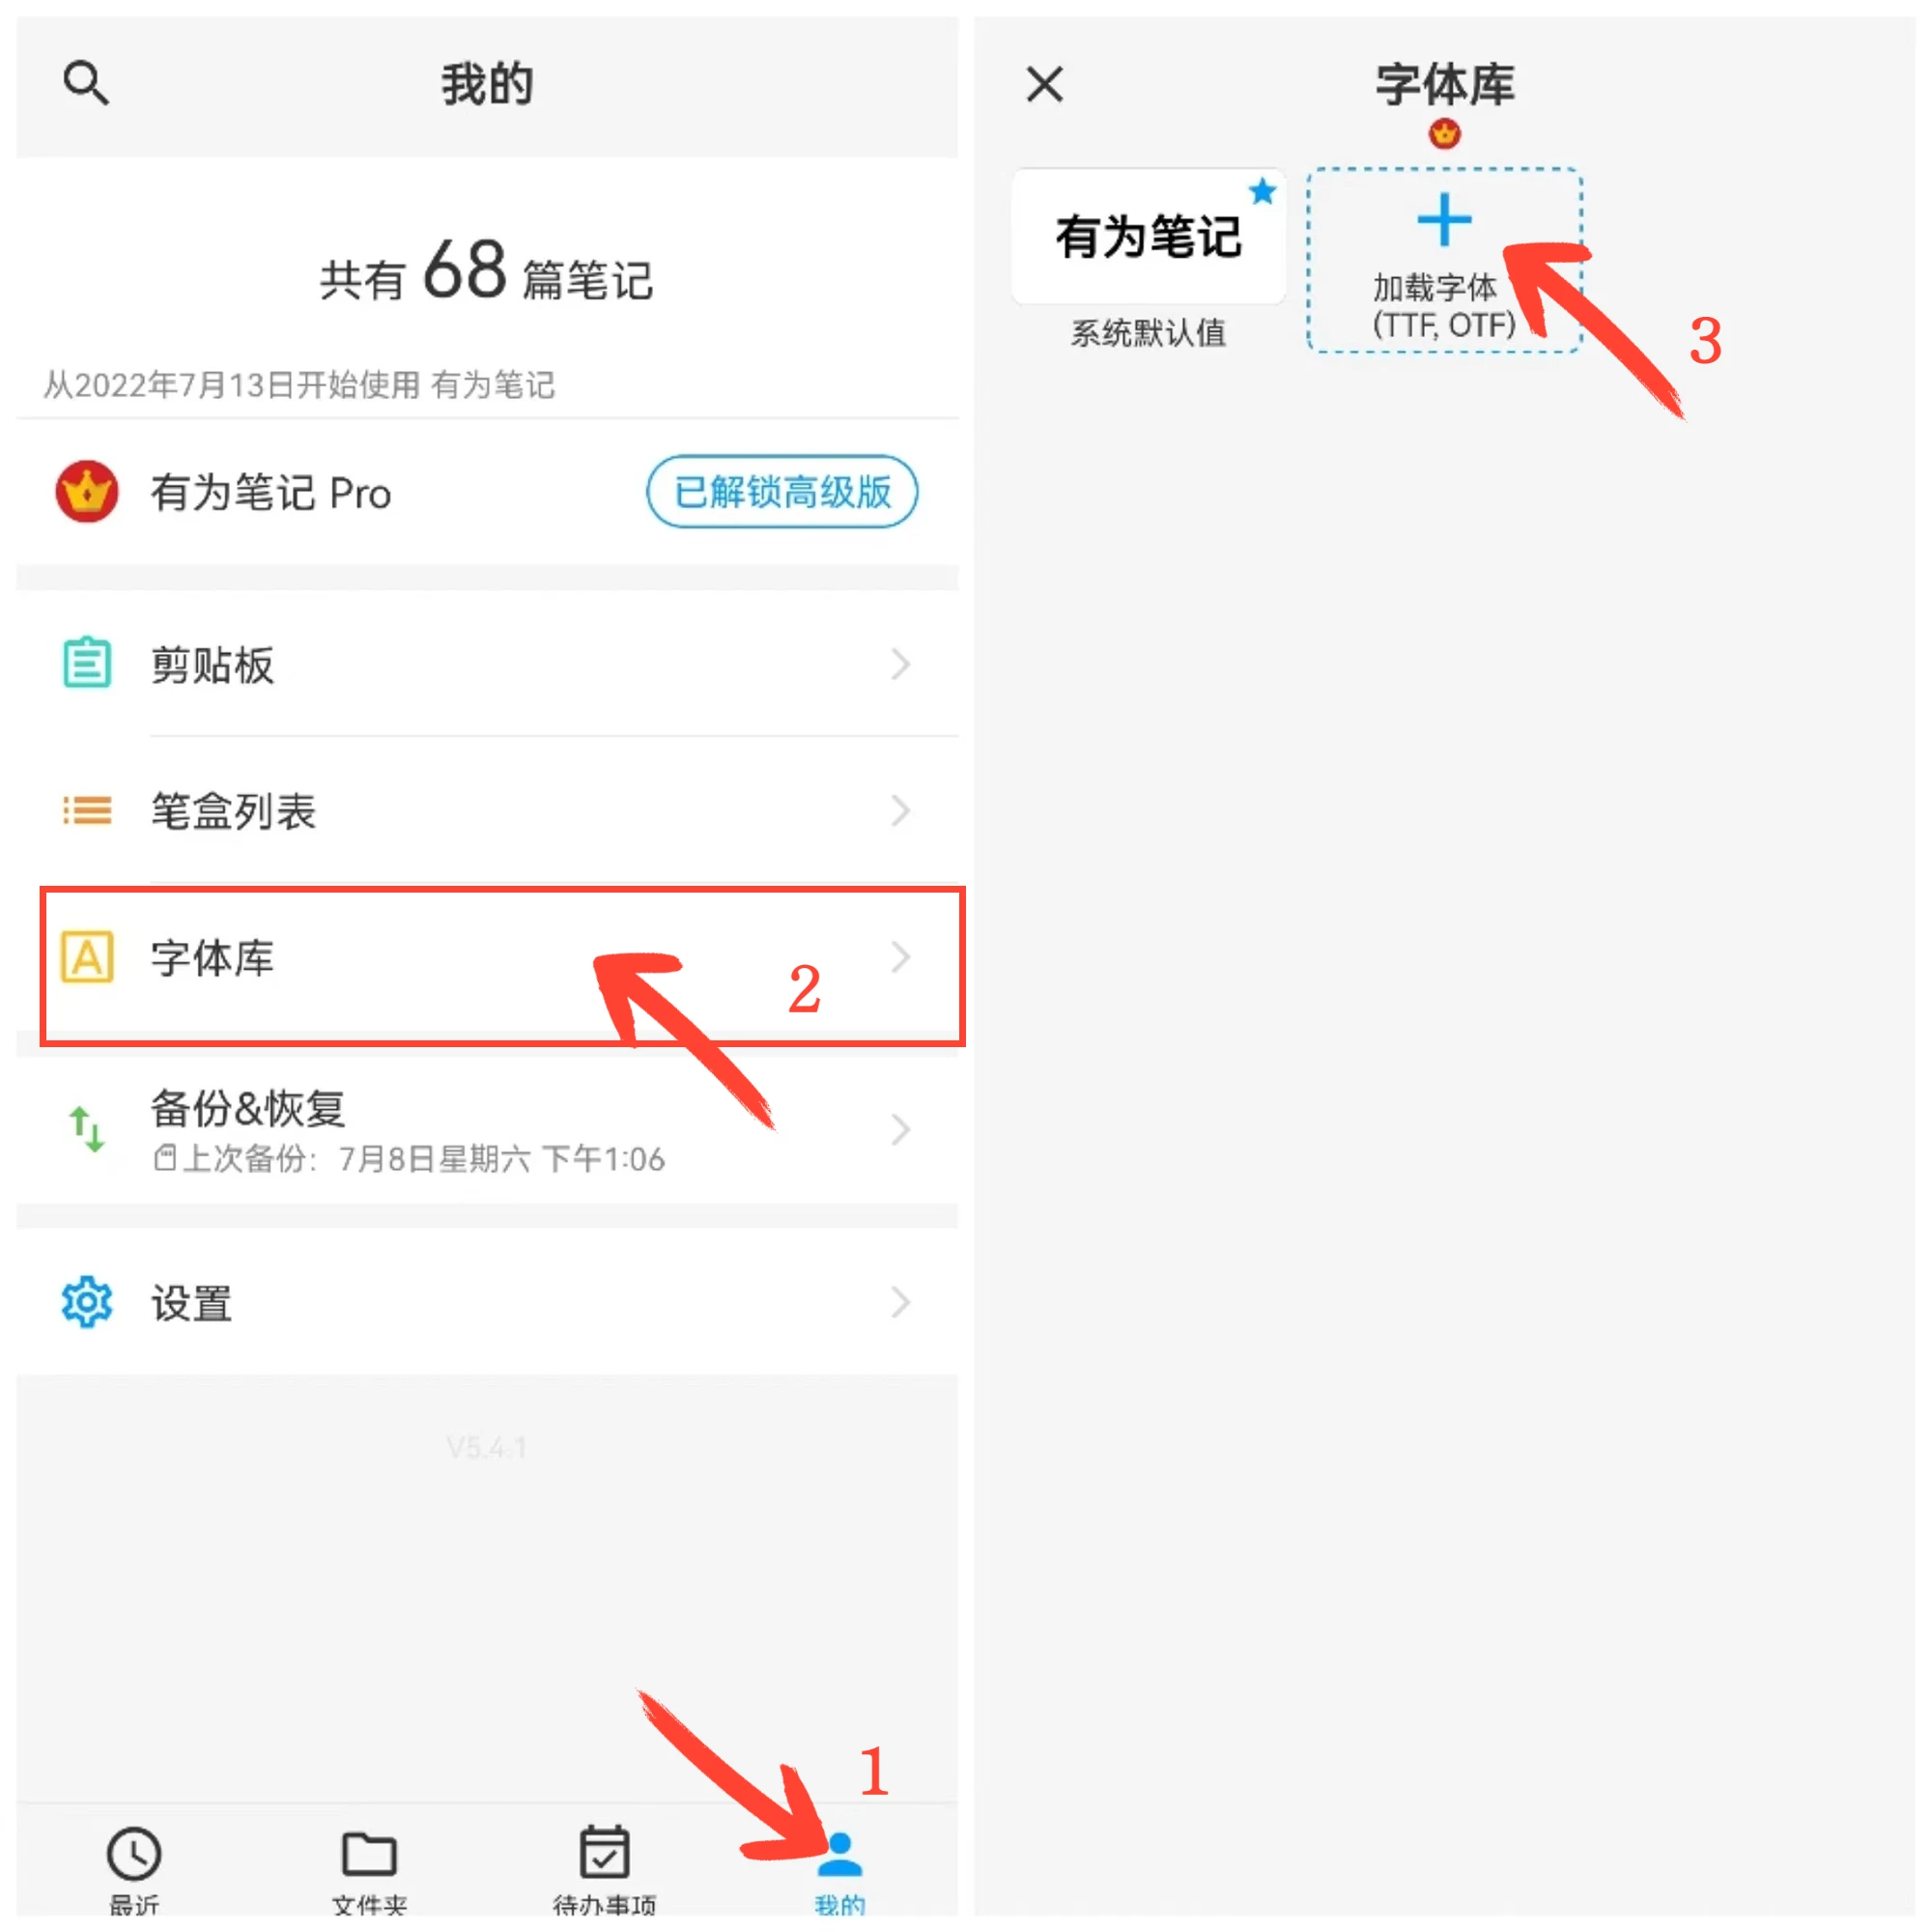 我的
共有 68 篇笔记
从2022年7月13日开始使用 有为笔记
有为笔记 Pro
已解锁高级版
剪贴板
笔盒列表
字体库
2
备份&恢复
上次备份：7月8日星期六 下午1:06
设置
V5.4.1
1
最近
文件夹
待办事项
我的
字体库
有为笔记
系统默认值
加载字体
(TTF, OTF)
3